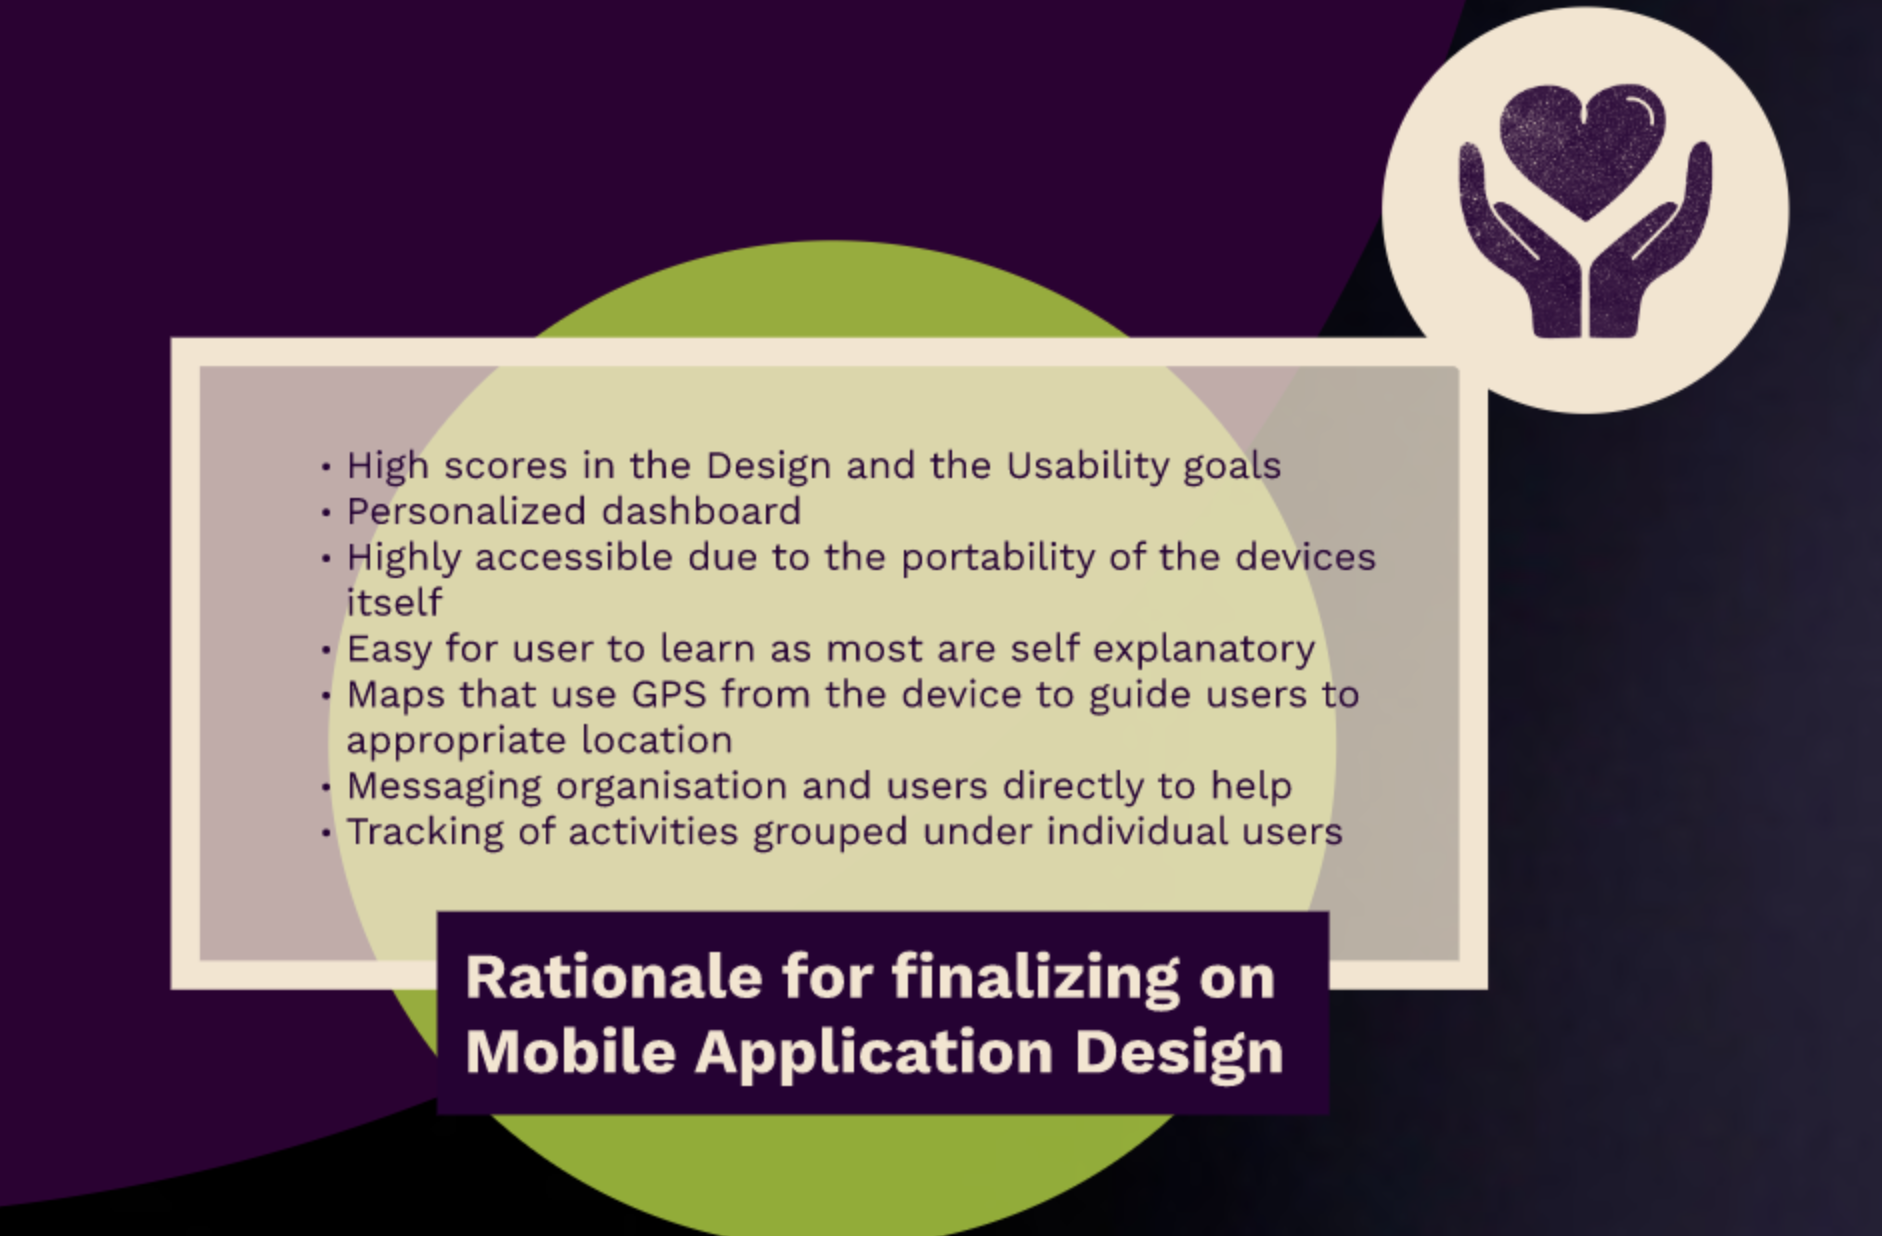 • High scores in the Design and the Usability goals
• Personalized dashboard
• Highly accessible due to the portability of the devices
itself
• Easy for user to learn as most are self explanatory
• Maps that use GPS from the device to guide users to
appropriate location
• Messaging organisation and users directly to help
• Tracking of activities grouped under individual users
Rationale for finalizing on
Mobile Application Design